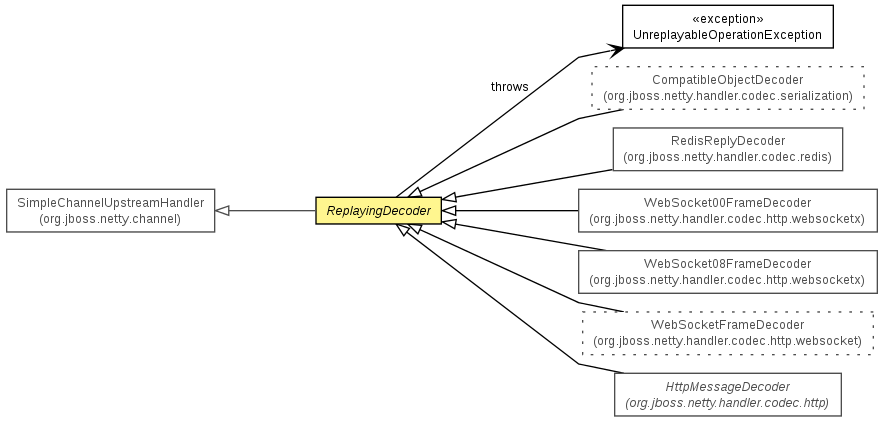 «exception»
UnreplayableOperationException
throws
CompatibleObjectDecoder
(org.jboss.netty.handler.codec.serialization)
RedisReplyDecoder
(org.jboss.netty.handler.codec.redis)
SimpleChannelUpstreamHandler
(org.jboss.netty.channel)
ReplayingDecoder
WebSocket00FrameDecoder
(org.jboss.netty.handler.codec.http.websocketx)
WebSocket08FrameDecoder
(org.jboss.netty.handler.codec.http.websocketx)
WebSocketFrameDecoder
(org.jboss.netty.handler.codec.http.websocket)
HttpMessageDecoder
(org.jboss.netty.handler.codec.http)